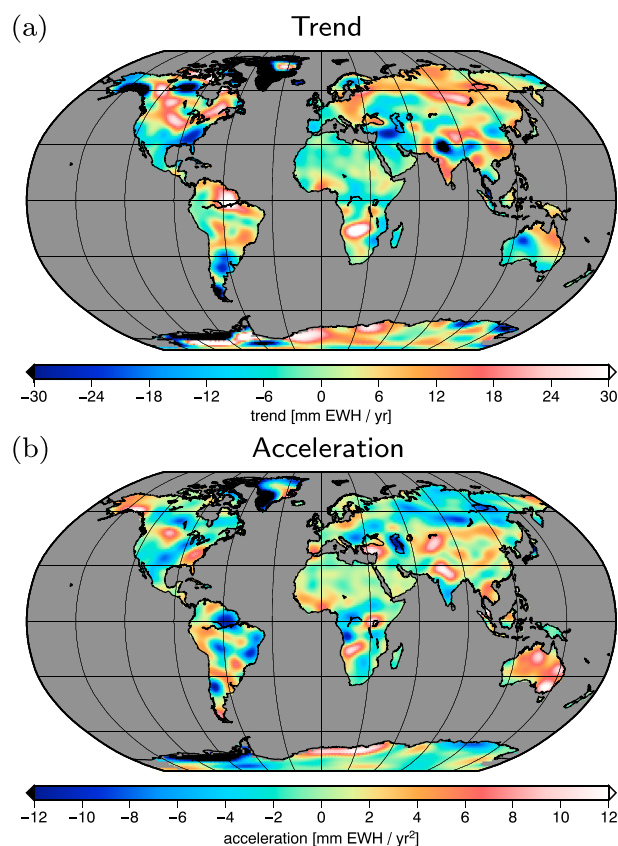 (a) Trend
−30 −24 −18 −12 −6 0 6 12 18 24 30
trend [mm EWH / yr]
(b) Acceleration
−12 −10 −8 −6 −4 −2 0 2 4 6 8 10 12
acceleration [mm EWH / yr²]